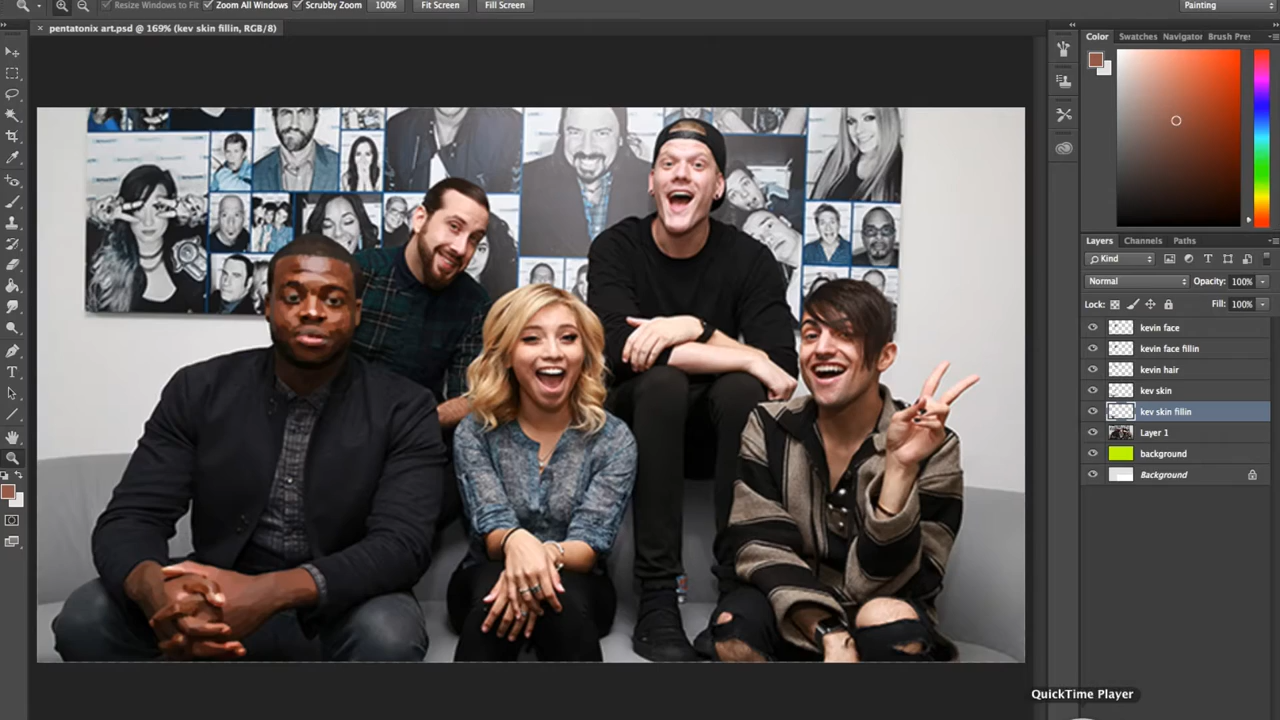 Resize Windows to Fit Zoom All Windows Scrubby Zoom 100% Fit Screen Fill Screen Painting
× pentatonix art.psd @ 169% (kev skin fillin, RGB/8)
Color Swatches Navigator Brush Pre:
Layers Channels Paths
Kind
Normal Opacity: 100%
Lock: Fill: 100%
kevin face
kevin face fillin
kevin hair
kev skin
kev skin fillin
Layer 1
background
Background
QuickTime Player